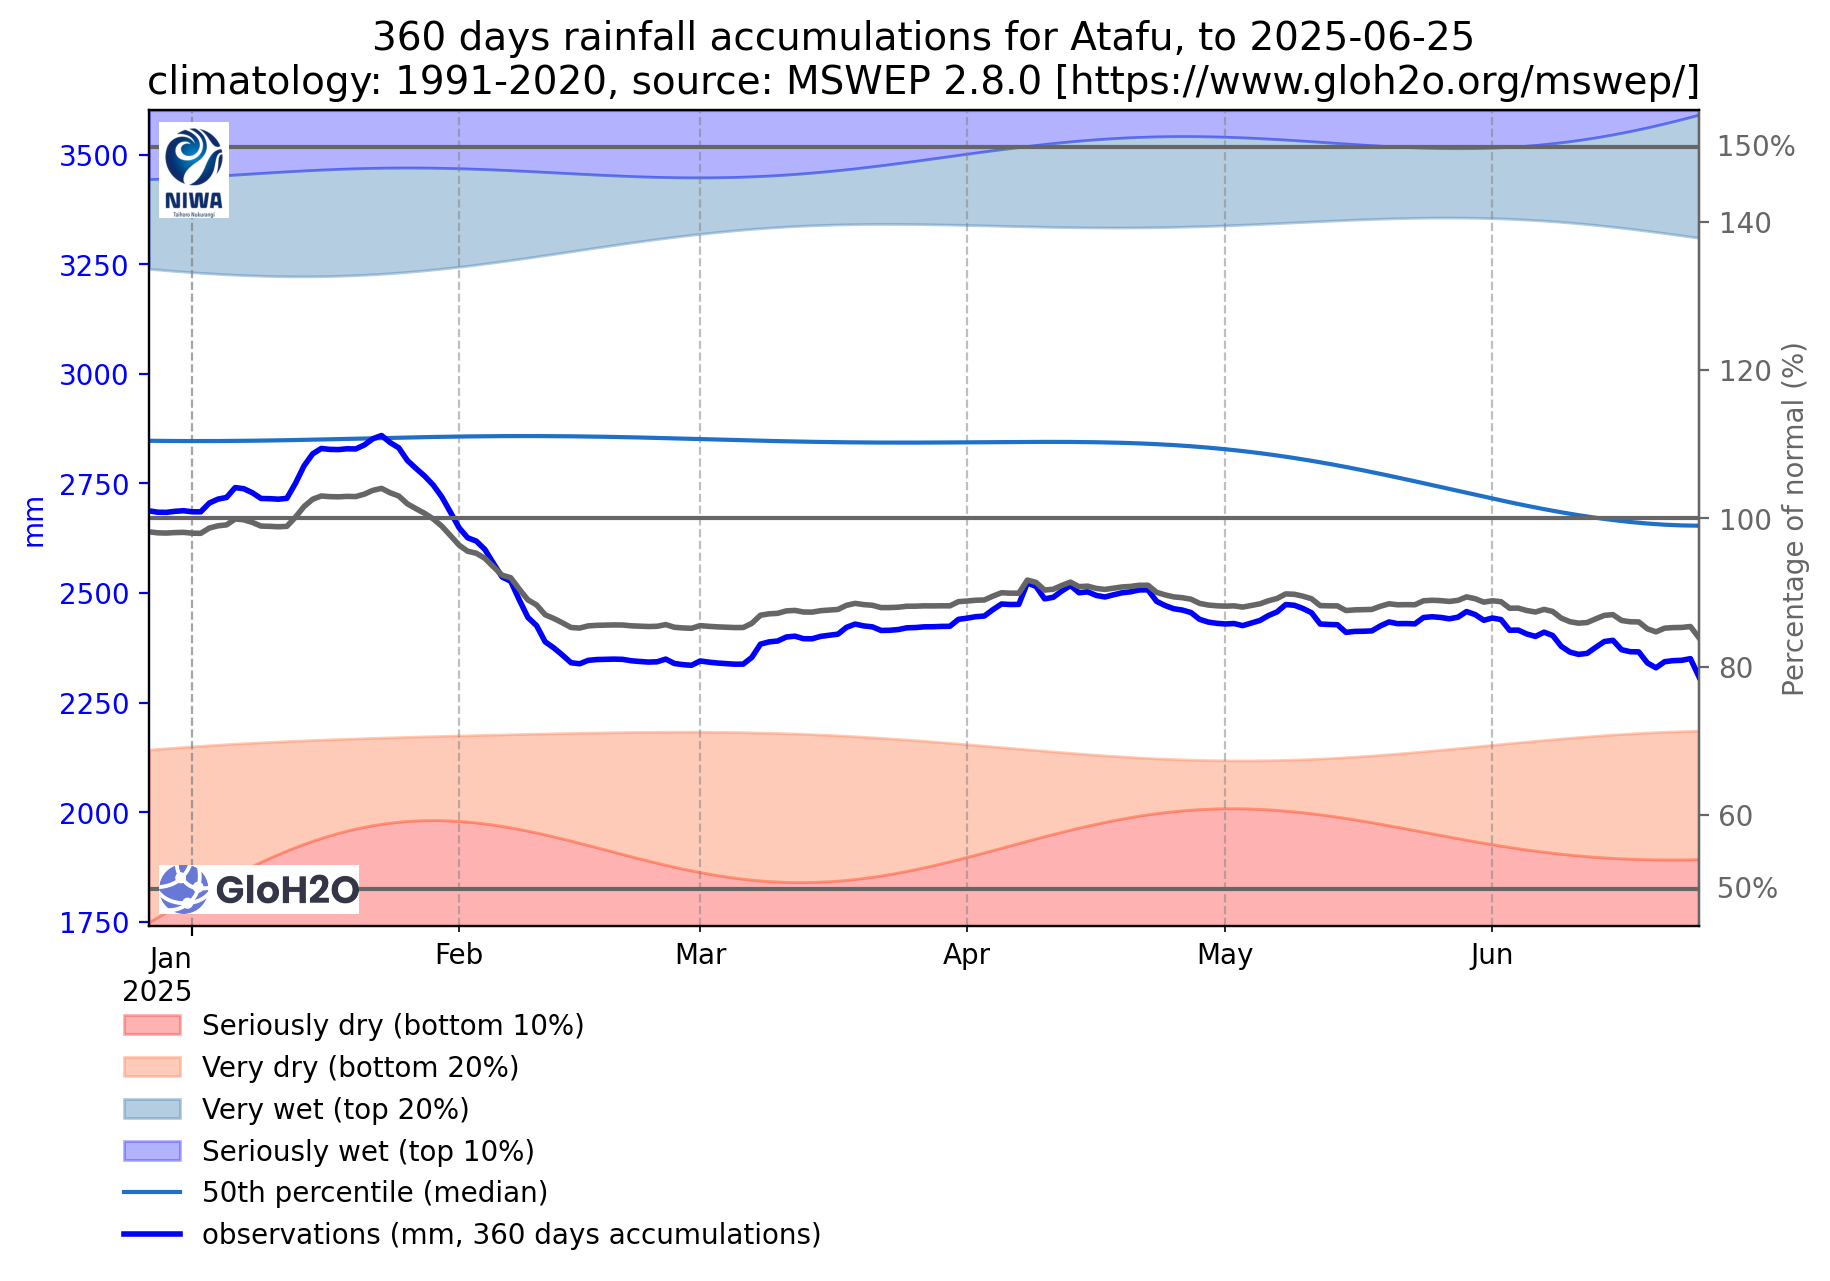 360 days rainfall accumulations for Atafu, to 2025-06-25
climatology: 1991-2020, source: MSWEP 2.8.0 [https://www.gloh2o.org/mswep/]
NIWA
Taihoro Nukurangi
3500
3250
3000
2750
2500
2250
2000
1750
mm
150%
140
120
100
80
60
50%
Percentage of normal (%)
GloH2O
Jan
2025
Feb
Mar
Apr
May
Jun
Seriously dry (bottom 10%)
Very dry (bottom 20%)
Very wet (top 20%)
Seriously wet (top 10%)
50th percentile (median)
observations (mm, 360 days accumulations)